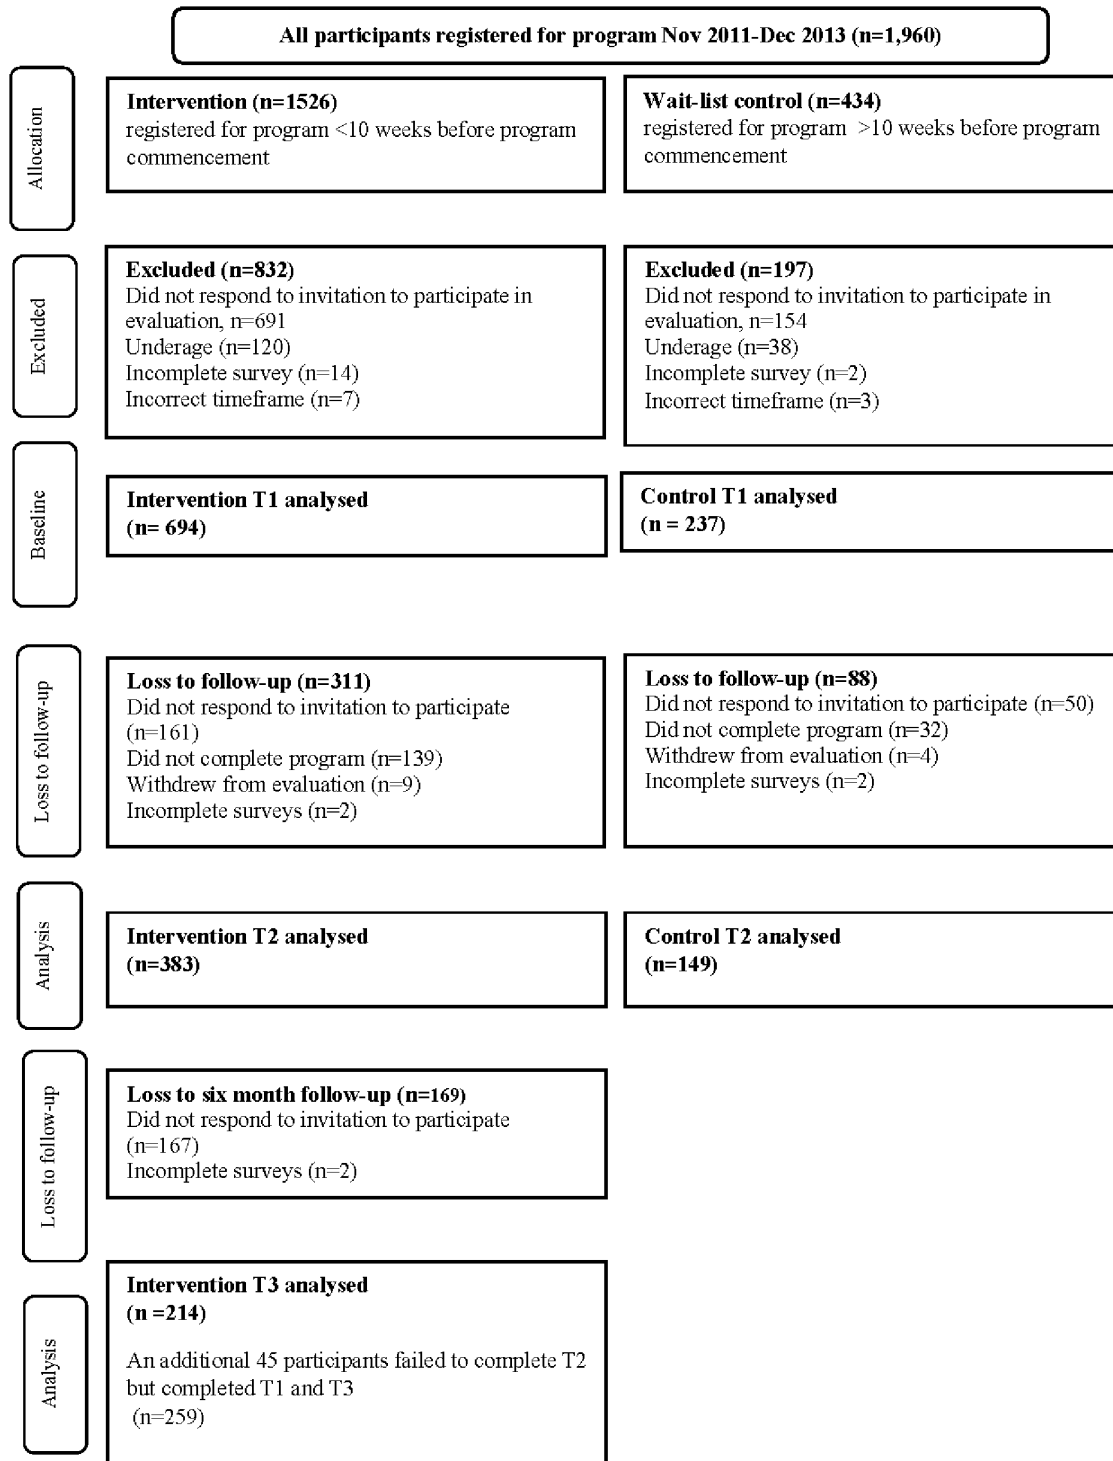 All participants registered for program Nov 2011-Dec 2013 (n=1,960)
Allocation
Intervention (n=1526)
registered for program <10 weeks before program
commencement
Wait-list control (n=434)
registered for program >10 weeks before program
commencement
Excluded
Excluded (n=832)
Did not respond to invitation to participate in
evaluation, n=691
Underage (n=120)
Incomplete survey (n=14)
Incorrect timeframe (n=7)
Excluded (n=197)
Did not respond to invitation to participate in
evaluation, n=154
Underage (n=38)
Incomplete survey (n=2)
Incorrect timeframe (n=3)
Baseline
Intervention T1 analysed
(n= 694)
Control T1 analysed
(n = 237)
Loss to follow-up
Loss to follow-up (n=311)
Did not respond to invitation to participate
(n=161)
Did not complete program (n=139)
Withdrew from evaluation (n=9)
Incomplete surveys (n=2)
Loss to follow-up (n=88)
Did not respond to invitation to participate (n=50)
Did not complete program (n=32)
Withdrew from evaluation (n=4)
Incomplete surveys (n=2)
Analysis
Intervention T2 analysed
(n=383)
Control T2 analysed
(n=149)
Loss to follow-up
Loss to six month follow-up (n=169)
Did not respond to invitation to participate
(n=167)
Incomplete surveys (n=2)
Analysis
Intervention T3 analysed
(n =214)
An additional 45 participants failed to complete T2
but completed T1 and T3
(n=259)